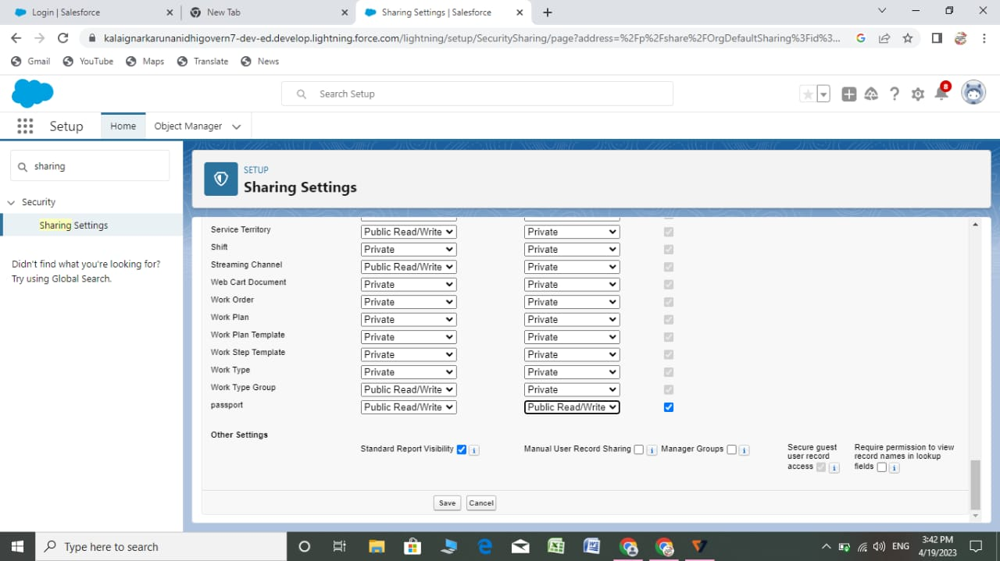 Login | Salesforce
New Tab
Sharing Settings | Salesforce
kalaignarkarunanidhigovern7-dev-ed.develop.lightning.force.com/lightning/setup/SecuritySharing/page?address=%2Fp%2Fshare%2FOrgDefaultSharing%3Fid%3...
Gmail YouTube Maps Translate News
Search Setup
8
Setup Home Object Manager
sharing
Security
Sharing Settings
Didn't find what you're looking for?
Try using Global Search.
SETUP
Sharing Settings
Service Territory Public Read/Write Private
Shift Private Private
Streaming Channel Public Read/Write Private
Web Cart Document Private Private
Work Order Private Private
Work Plan Private Private
Work Plan Template Private Private
Work Step Template Private Private
Work Type Private Private
Work Type Group Public Read/Write Private
passport Public Read/Write Public Read/Write
Other Settings
Standard Report Visibility i
Manual User Record Sharing i
Manager Groups i
Secure guest
user record
access i
Require permission to view
record names in lookup
fields i
Save Cancel
Type here to search
ENG
3:42 PM
4/19/2023